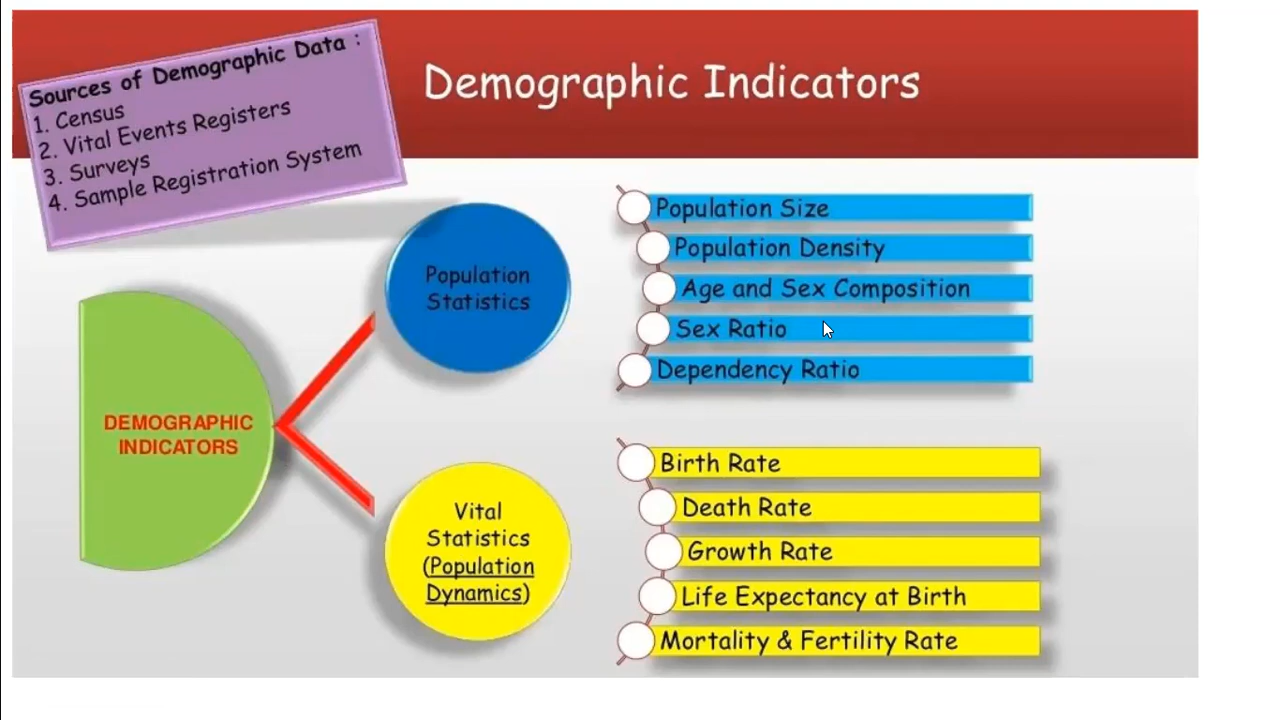 Sources of Demographic Data :
1. Census
2. Vital Events Registers
3. Surveys
4. Sample Registration System
Demographic Indicators
DEMOGRAPHIC
INDICATORS
Population
Statistics
Population Size
Population Density
Age and Sex Composition
Sex Ratio
Dependency Ratio
Vital
Statistics
(Population
Dynamics)
Birth Rate
Death Rate
Growth Rate
Life Expectancy at Birth
Mortality & Fertility Rate